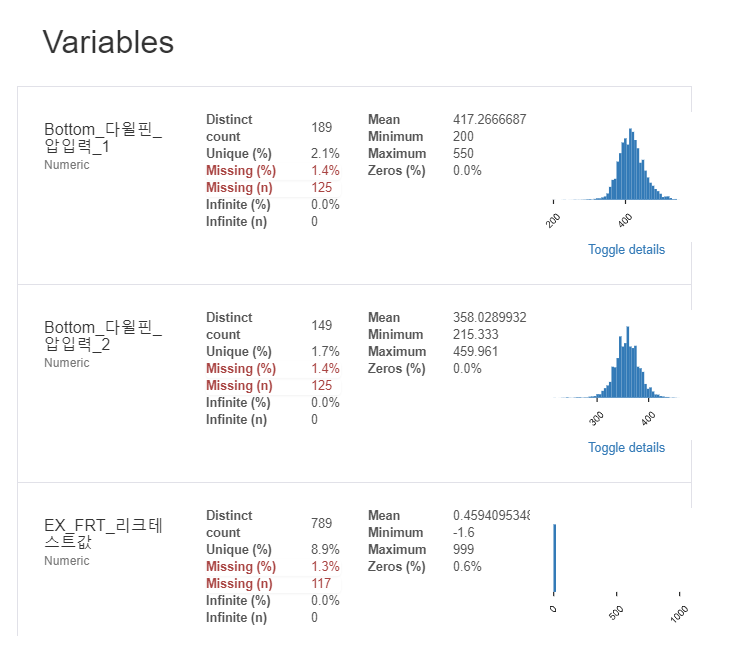 Variables
Bottom_다월핀_
압입력_1
Numeric
Distinct
count 189
Unique (%) 2.1%
Missing (%) 1.4%
Missing (n) 125
Infinite (%) 0.0%
Infinite (n) 0
Mean 417.2666687
Minimum 200
Maximum 550
Zeros (%) 0.0%
200 400
Toggle details
Bottom_다월핀_
압입력_2
Numeric
Distinct
count 149
Unique (%) 1.7%
Missing (%) 1.4%
Missing (n) 125
Infinite (%) 0.0%
Infinite (n) 0
Mean 358.0289932
Minimum 215.333
Maximum 459.961
Zeros (%) 0.0%
300 400
Toggle details
EX_FRT_리크테
스트값
Numeric
Distinct
count 789
Unique (%) 8.9%
Missing (%) 1.3%
Missing (n) 117
Infinite (%) 0.0%
Infinite (n) 0
Mean 0.4594095348
Minimum -1.6
Maximum 999
Zeros (%) 0.6%
0 500 1000